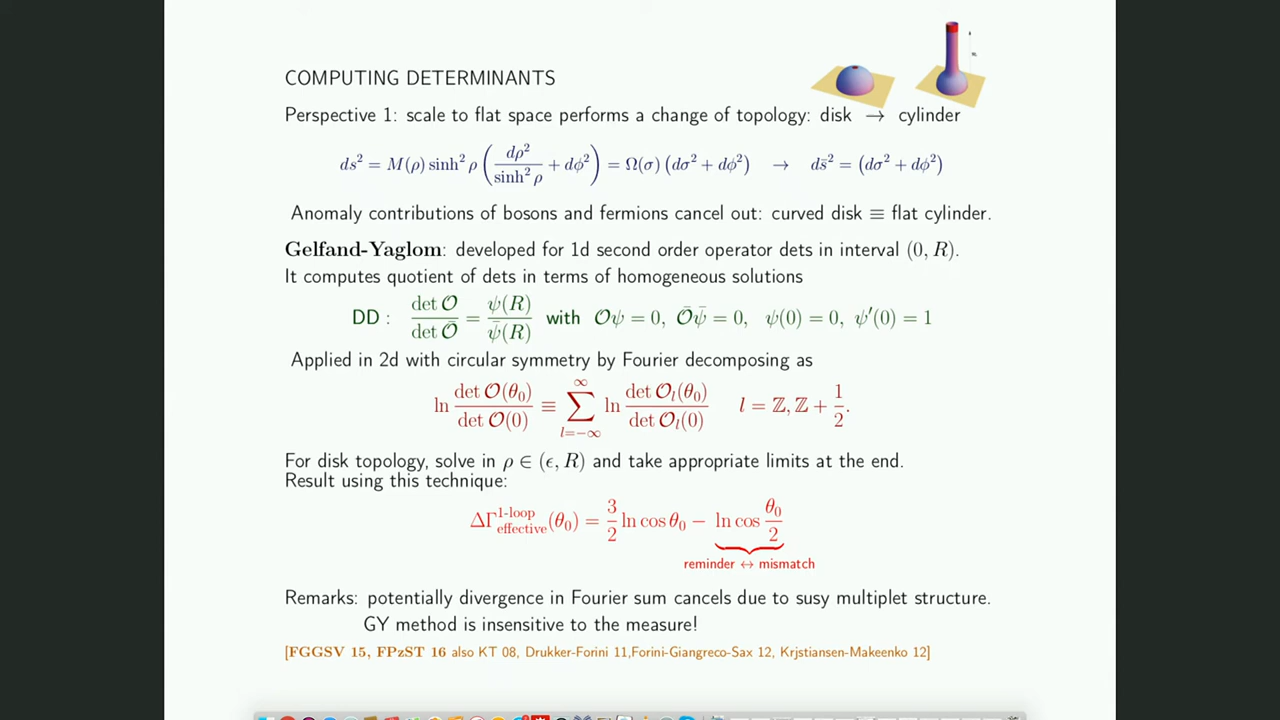 COMPUTING DETERMINANTS
Perspective 1: scale to flat space performs a change of topology: disk → cylinder
ds² = M(ρ) sinh² ρ (dρ²/sinh² ρ + dϕ²) = Ω(σ) (dσ² + dϕ²) → ds̄² = (dσ² + dϕ²)
Anomaly contributions of bosons and fermions cancel out: curved disk ≡ flat cylinder.
Gelfand-Yaglom: developed for 1d second order operator dets in interval (0, R).
It computes quotient of dets in terms of homogeneous solutions
DD : det 𝒪/det 𝒪̄ = ψ(R)/ψ̄(R) with 𝒪ψ = 0, 𝒪̄ψ̄ = 0, ψ(0) = 0, ψ′(0) = 1
Applied in 2d with circular symmetry by Fourier decomposing as
ln det 𝒪(θ₀)/det 𝒪(0) ≡ ∑_{l=−∞}^{∞} ln det 𝒪_l(θ₀)/det 𝒪_l(0) l = ℤ, ℤ + 1/2.
For disk topology, solve in ρ ∈ (ϵ, R) and take appropriate limits at the end.
Result using this technique:
ΔΓ^{1-loop}_{effective}(θ₀) = 3/2 ln cos θ₀ − ln cos θ₀/2
reminder ↔ mismatch
Remarks: potentially divergence in Fourier sum cancels due to susy multiplet structure.
GY method is insensitive to the measure!
[FGGSV 15, FPzST 16 also KT 08, Drukker-Forini 11,Forini-Giangreco-Sax 12, Krjstiansen-Makeenko 12]